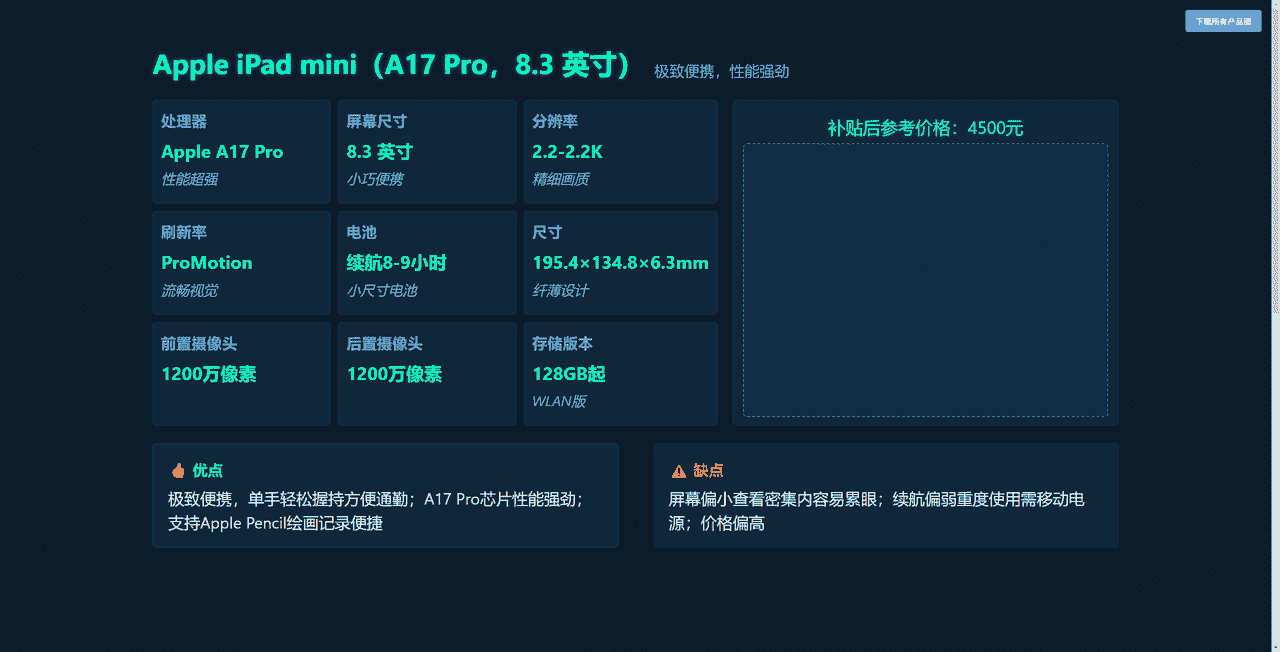 下载所有产品图
Apple iPad mini（A17 Pro，8.3 英寸） 极致便携，性能强劲
处理器
Apple A17 Pro
性能超强
屏幕尺寸
8.3 英寸
小巧便携
分辨率
2.2-2.2K
精细画质
补贴后参考价格：4500元
刷新率
ProMotion
流畅视觉
电池
续航8-9小时
小尺寸电池
尺寸
195.4×134.8×6.3mm
纤薄设计
前置摄像头
1200万像素
后置摄像头
1200万像素
存储版本
128GB起
WLAN版
优点
极致便携，单手轻松握持方便通勤；A17 Pro芯片性能强劲；
支持Apple Pencil绘画记录便捷
缺点
屏幕偏小查看密集内容易累眼；续航偏弱重度使用需移动电
源；价格偏高